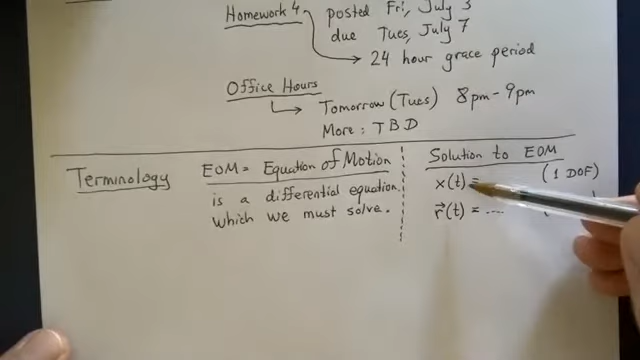 Homework 4 posted Fri, July 3
due Tues, July 7
24 hour grace period
Office Hours
Tomorrow (Tues) 8pm-9pm
More: TBD
Terminology
EOM = Equation of Motion
is a differential equation
which we must solve.
Solution to EOM
x(t) = (1 DOF)
r⃗(t) = ....